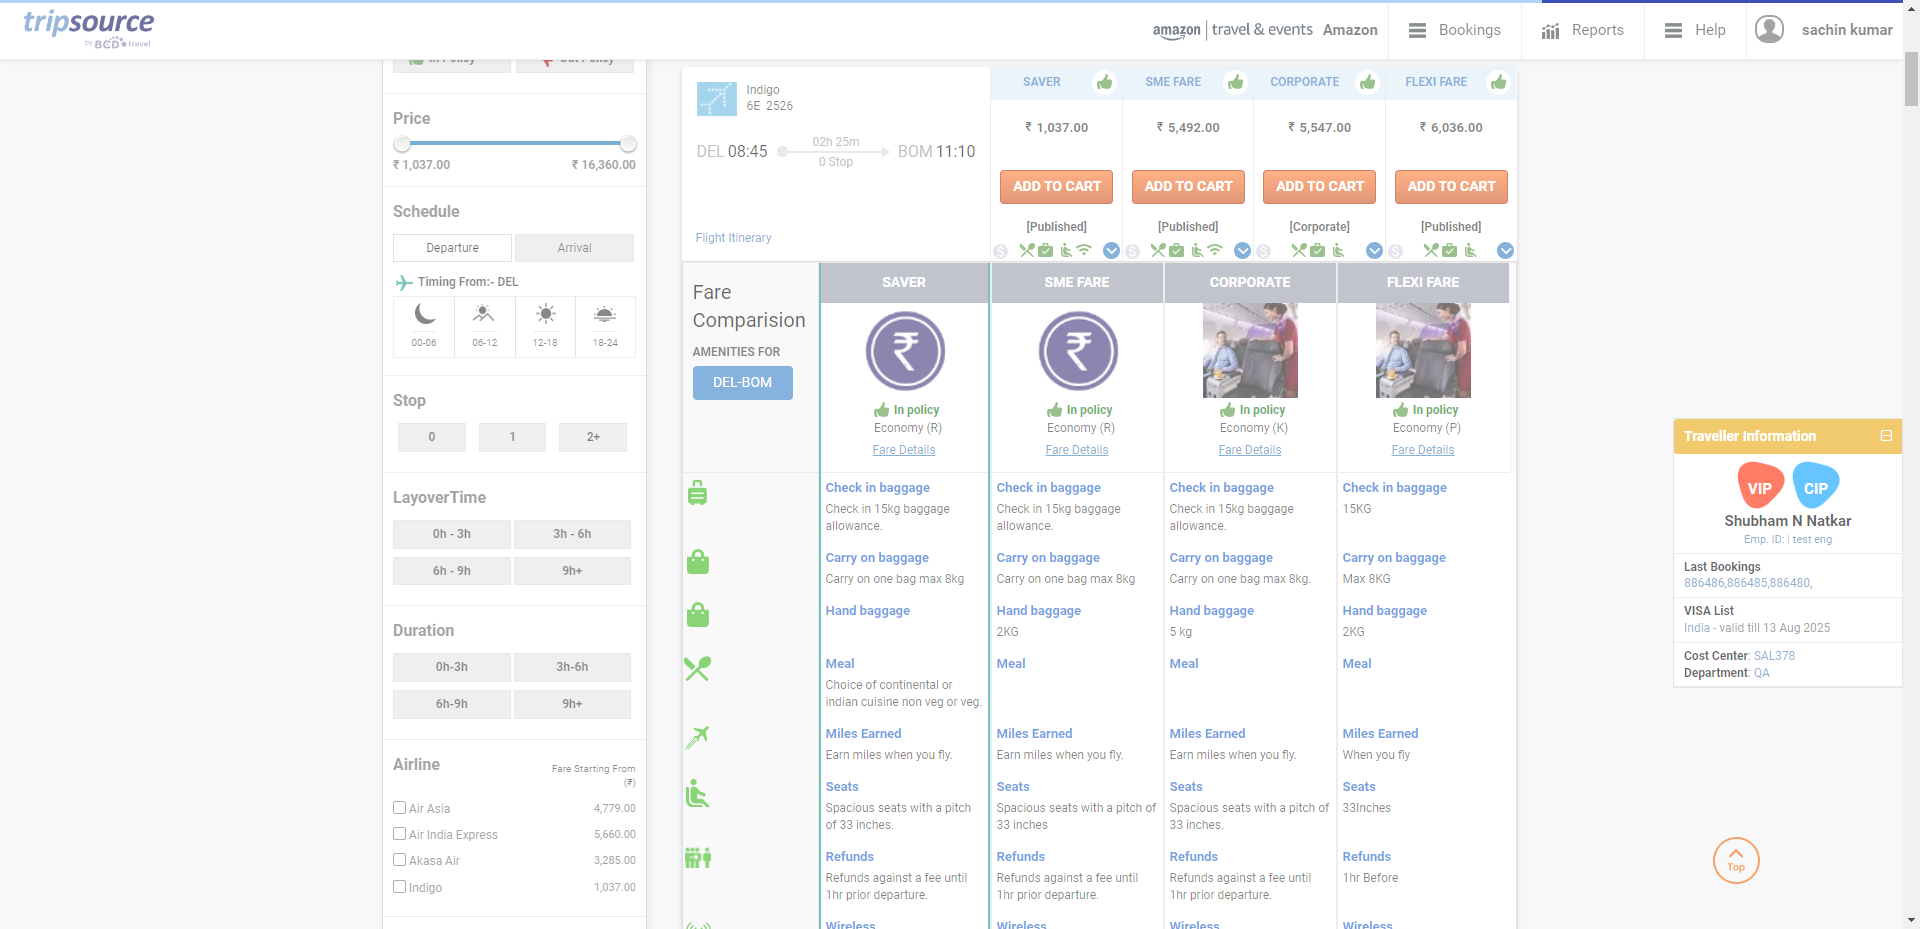 tripsource
by BCD travel
amazon | travel & events Amazon
Bookings
Reports
Help
sachin kumar
Price
₹ 1,037.00
₹ 16,360.00
Schedule
Departure
Arrival
Timing From:- DEL
00-06
06-12
12-18
18-24
Stop
0
1
2+
LayoverTime
0h - 3h
3h - 6h
6h - 9h
9h+
Duration
0h-3h
3h-6h
6h-9h
9h+
Airline
Fare Starting From
(₹)
Air Asia 4,779.00
Air India Express 5,660.00
Akasa Air 3,285.00
Indigo 1,037.00
Indigo
6E 2526
DEL 08:45
02h 25m
0 Stop
BOM 11:10
Flight Itinerary
SAVER
₹ 1,037.00
ADD TO CART
[Published]
SME FARE
₹ 5,492.00
ADD TO CART
[Published]
CORPORATE
₹ 5,547.00
ADD TO CART
[Corporate]
FLEXI FARE
₹ 6,036.00
ADD TO CART
[Published]
Fare
Comparision
AMENITIES FOR
DEL-BOM
SAVER
In policy
Economy (R)
Fare Details
Check in baggage
Check in 15kg baggage
allowance.
Carry on baggage
Carry on one bag max 8kg
Hand baggage
Meal
Choice of continental or
indian cuisine non veg or veg.
Miles Earned
Earn miles when you fly.
Seats
Spacious seats with a pitch
of 33 inches.
Refunds
Refunds against a fee until
1hr prior departure.
Wireless
SME FARE
In policy
Economy (R)
Fare Details
Check in baggage
Check in 15kg baggage
allowance.
Carry on baggage
Carry on one bag max 8kg
Hand baggage
2KG
Meal
Miles Earned
Earn miles when you fly.
Seats
Spacious seats with a pitch of
33 inches
Refunds
Refunds against a fee until
1hr prior departure.
Wireless
CORPORATE
In policy
Economy (K)
Fare Details
Check in baggage
Check in 15kg baggage
allowance.
Carry on baggage
Carry on one bag max 8kg.
Hand baggage
5 kg
Meal
Miles Earned
Earn miles when you fly.
Seats
Spacious seats with a pitch of
33 inches.
Refunds
Refunds against a fee until
1hr prior departure.
Wireless
FLEXI FARE
In policy
Economy (P)
Fare Details
Check in baggage
15KG
Carry on baggage
Max 8KG
Hand baggage
2KG
Meal
Miles Earned
When you fly
Seats
33Inches
Refunds
1hr Before
Wireless
Traveller Information
VIP
CIP
Shubham N Natkar
Emp. ID: | test eng
Last Bookings
886486,886485,886480,
VISA List
India - valid till 13 Aug 2025
Cost Center: SAL378
Department: QA
Top